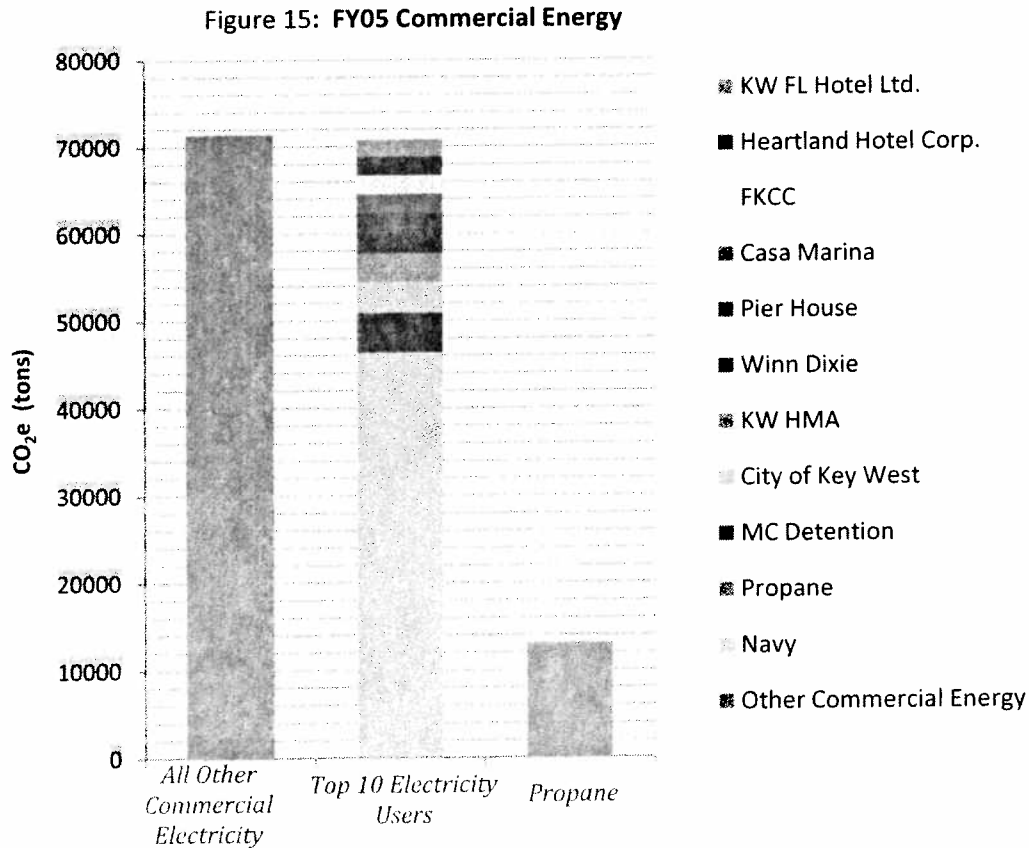 Figure 15: FY05 Commercial Energy
80000
70000
60000
50000
40000
30000
20000
10000
0
CO₂e (tons)
All Other
Commercial
Electricity
Top 10 Electricity
Users
Propane
KW FL Hotel Ltd.
Heartland Hotel Corp.
FKCC
Casa Marina
Pier House
Winn Dixie
KW HMA
City of Key West
MC Detention
Propane
Navy
Other Commercial Energy